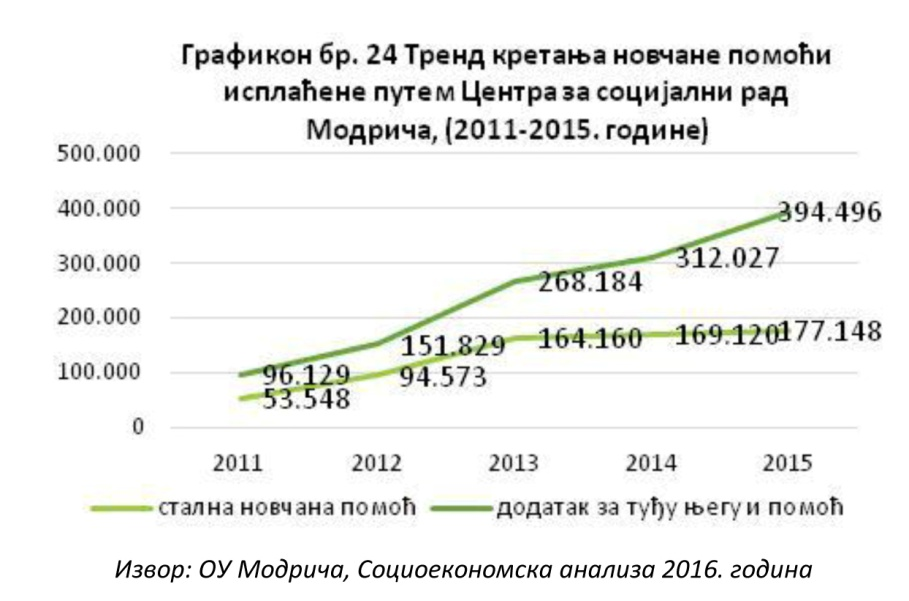 Графикон бр. 24 Тренд кретања новчане помоћи
исплаћене путем Центра за социјални рад
Модрича, (2011-2015. године)
500.000
400.000
300.000
200.000
100.000
0
394.496
312.027
268.184
151.829
96.129
177.148
169.120
164.160
94.573
53.548
2011 2012 2013 2014 2015
стална новчана помоћ додатак за туђу његу и помоћ
Извор: ОУ Модрича, Социоекономска анализа 2016. година